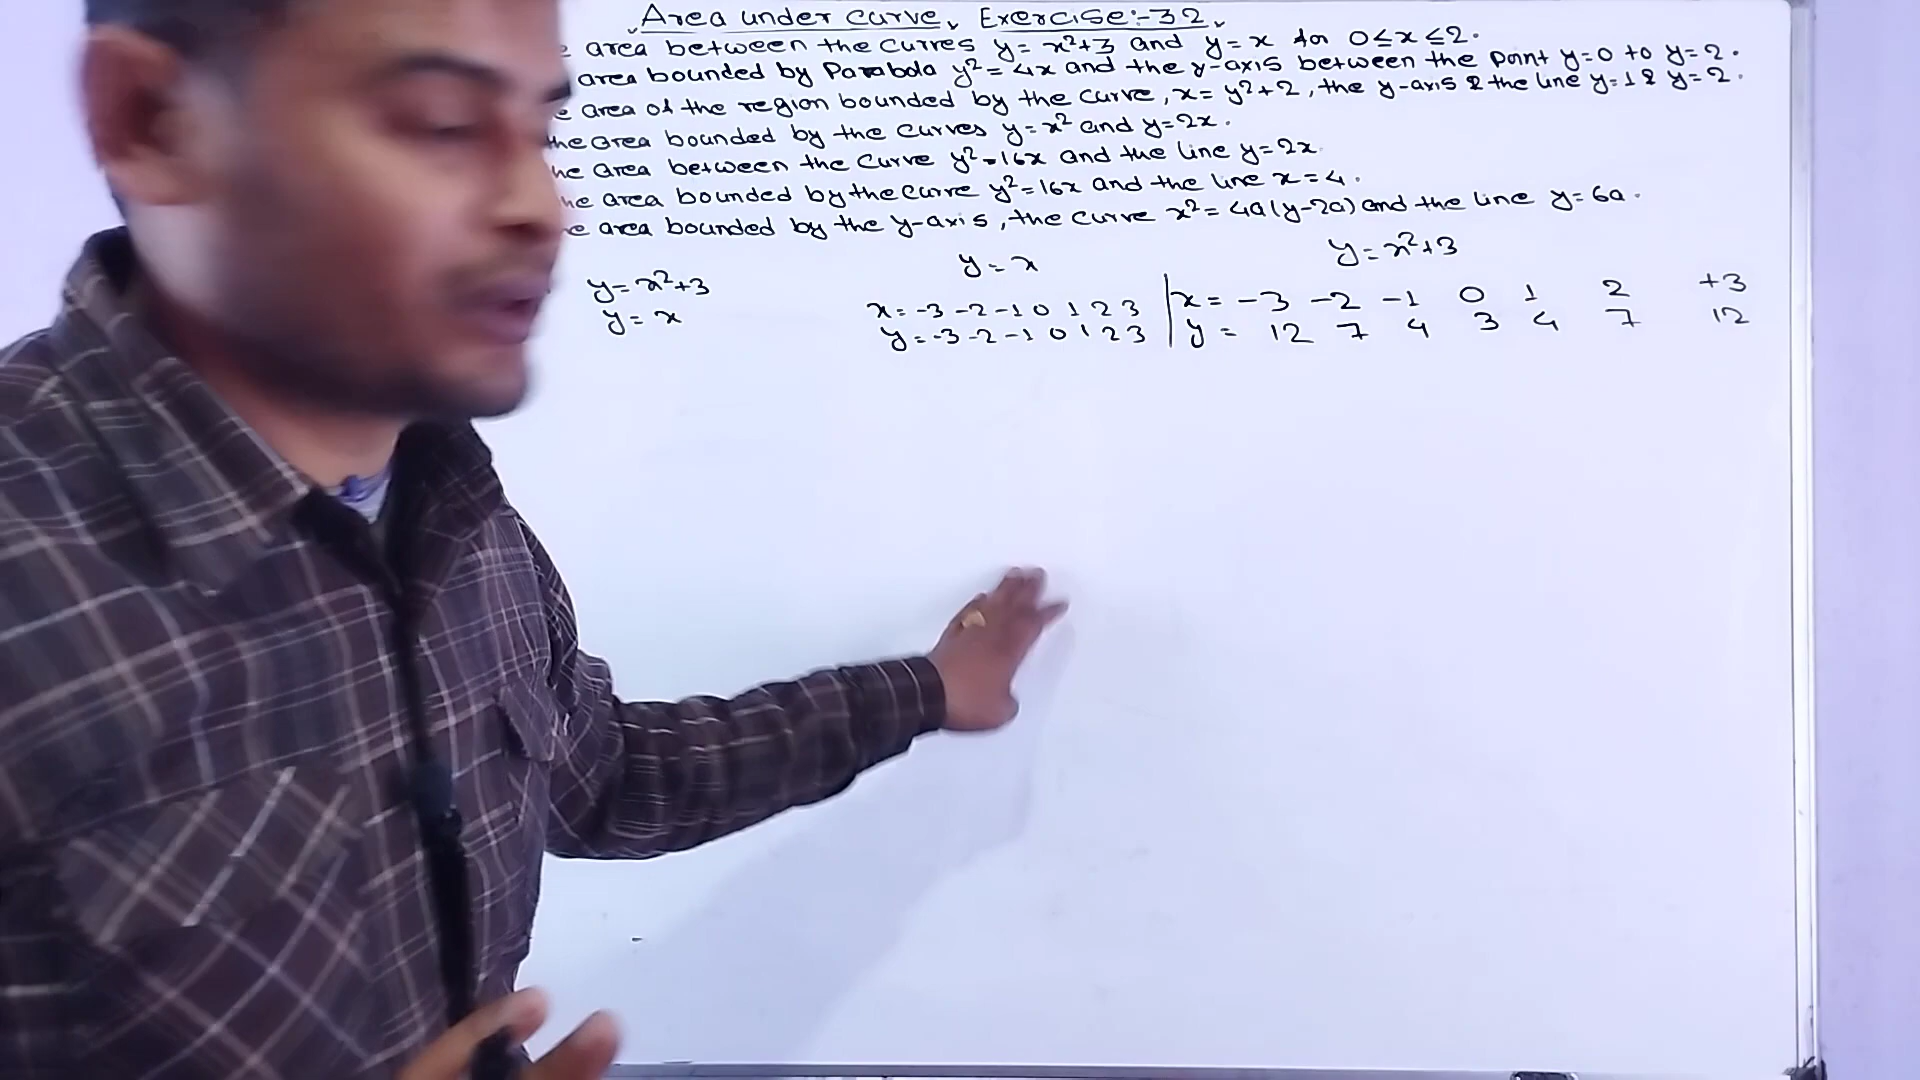 Area under curve, Exercise:-32.
area between the curves y= x²+3 and y=x for 0≤x≤2.
area bounded by Parabola y²=4x and the y-axis between the point y=0 to y=2.
area of the region bounded by the curve, x= y²+2, the y-axis & the line y=1 & y=2.
the area bounded by the curves y=x² and y=2x.
area between the curve y²=16x and the line y=2x
area bounded by the curve y²=16x and the line x=4.
area bounded by the y-axis, the curve x²=4a(y-2a) and the line y=6a.
y=x²+3
y=x
y=x
x=-3 -2 -1 0 1 2 3
y=-3 -2 -1 0 1 2 3
y=x²+3
x= -3 -2 -1 0 1 2 +3
y= 12 7 4 3 4 7 12